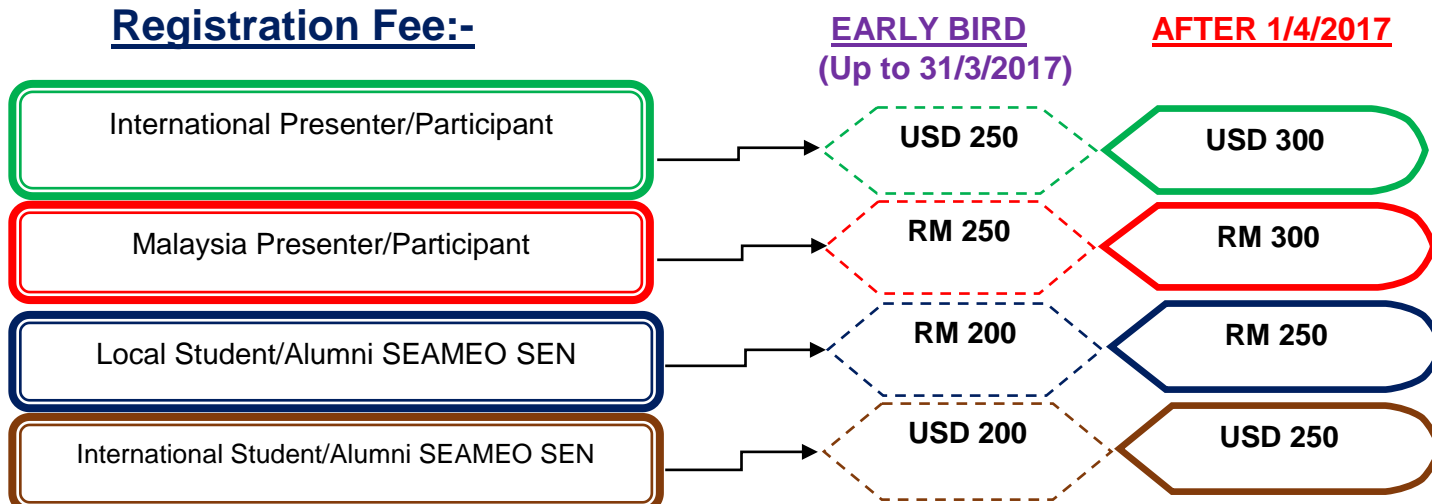 Registration Fee:-
EARLY BIRD
(Up to 31/3/2017)
AFTER 1/4/2017
International Presenter/Participant
USD 250
USD 300
Malaysia Presenter/Participant
RM 250
RM 300
Local Student/Alumni SEAMEO SEN
RM 200
RM 250
International Student/Alumni SEAMEO SEN
USD 200
USD 250